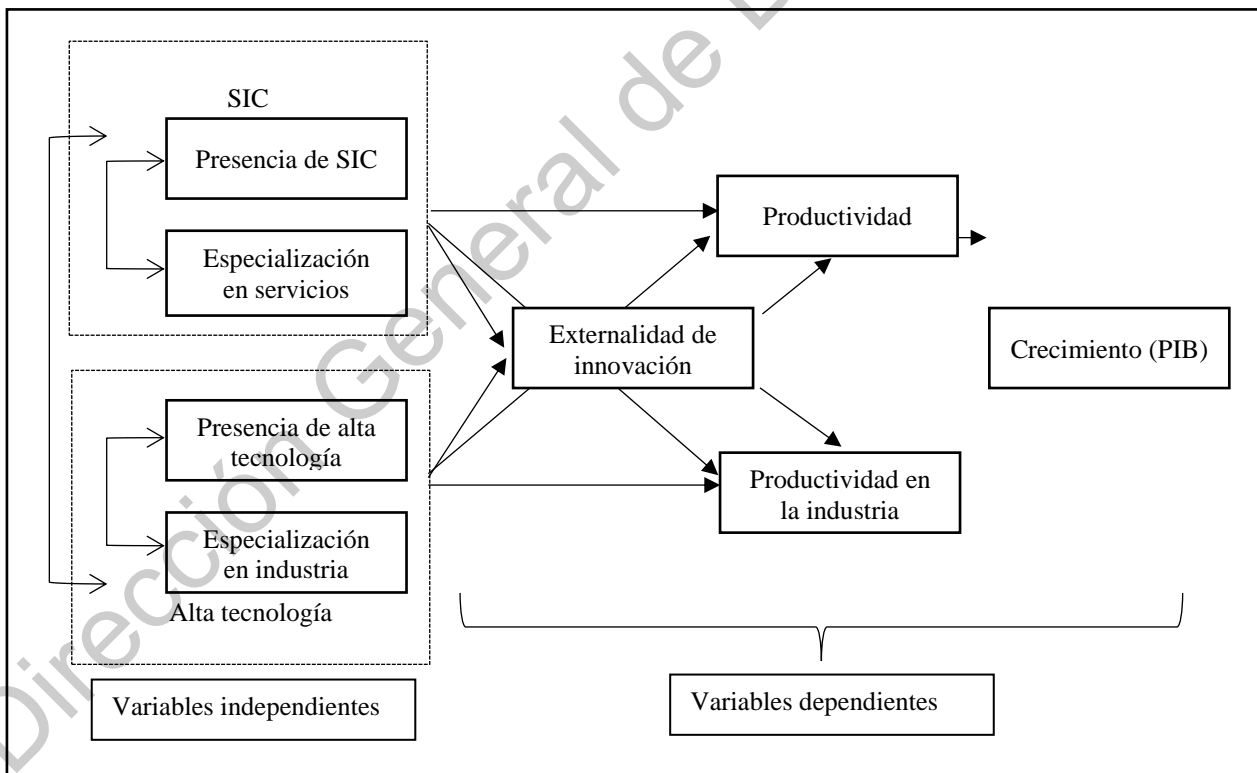 SIC
Presencia de SIC
Especialización
en servicios
Presencia de alta
tecnología
Especialización
en industria
Alta tecnología
Variables independientes
Externalidad de
innovación
Productividad
Productividad en
la industria
Crecimiento (PIB)
Variables dependientes
Dirección General de